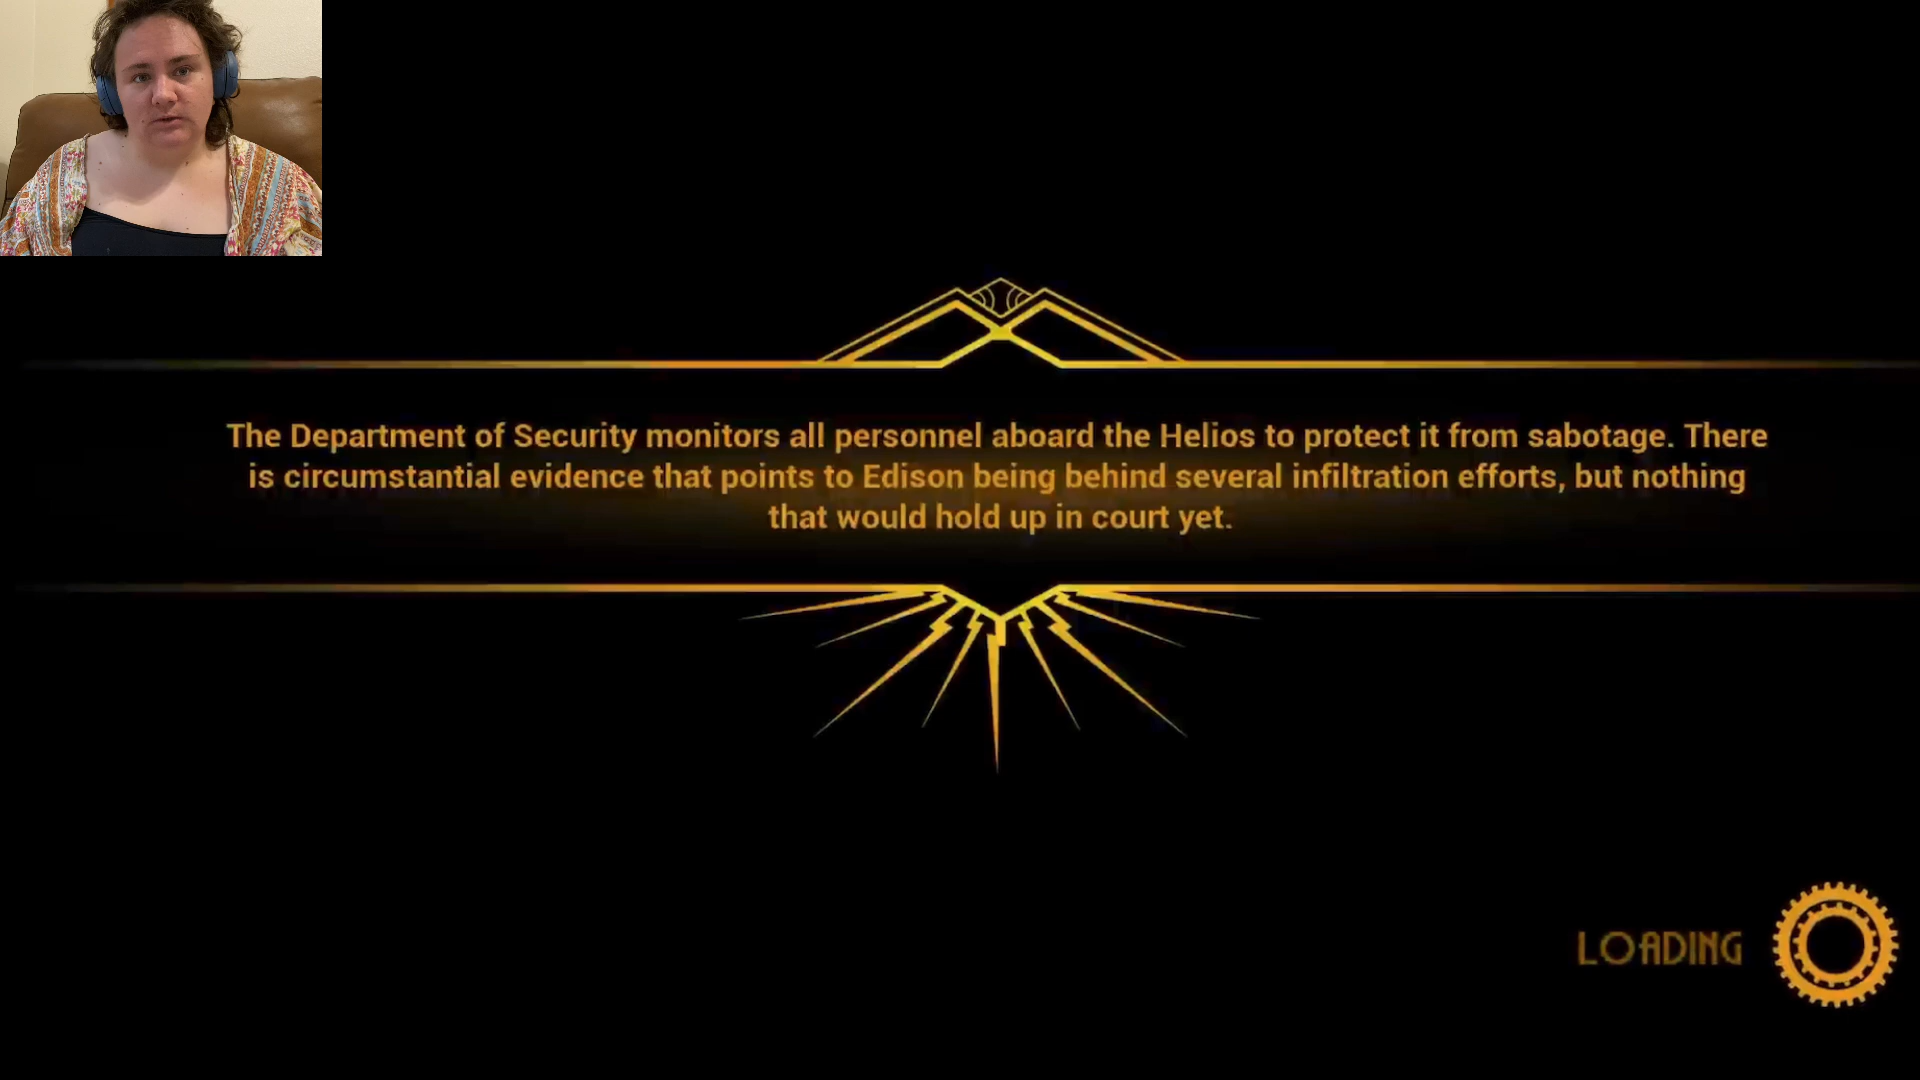 The Department of Security monitors all personnel aboard the Helios to protect it from sabotage. There
is circumstantial evidence that points to Edison being behind several infiltration efforts, but nothing
that would hold up in court yet.
LOADING